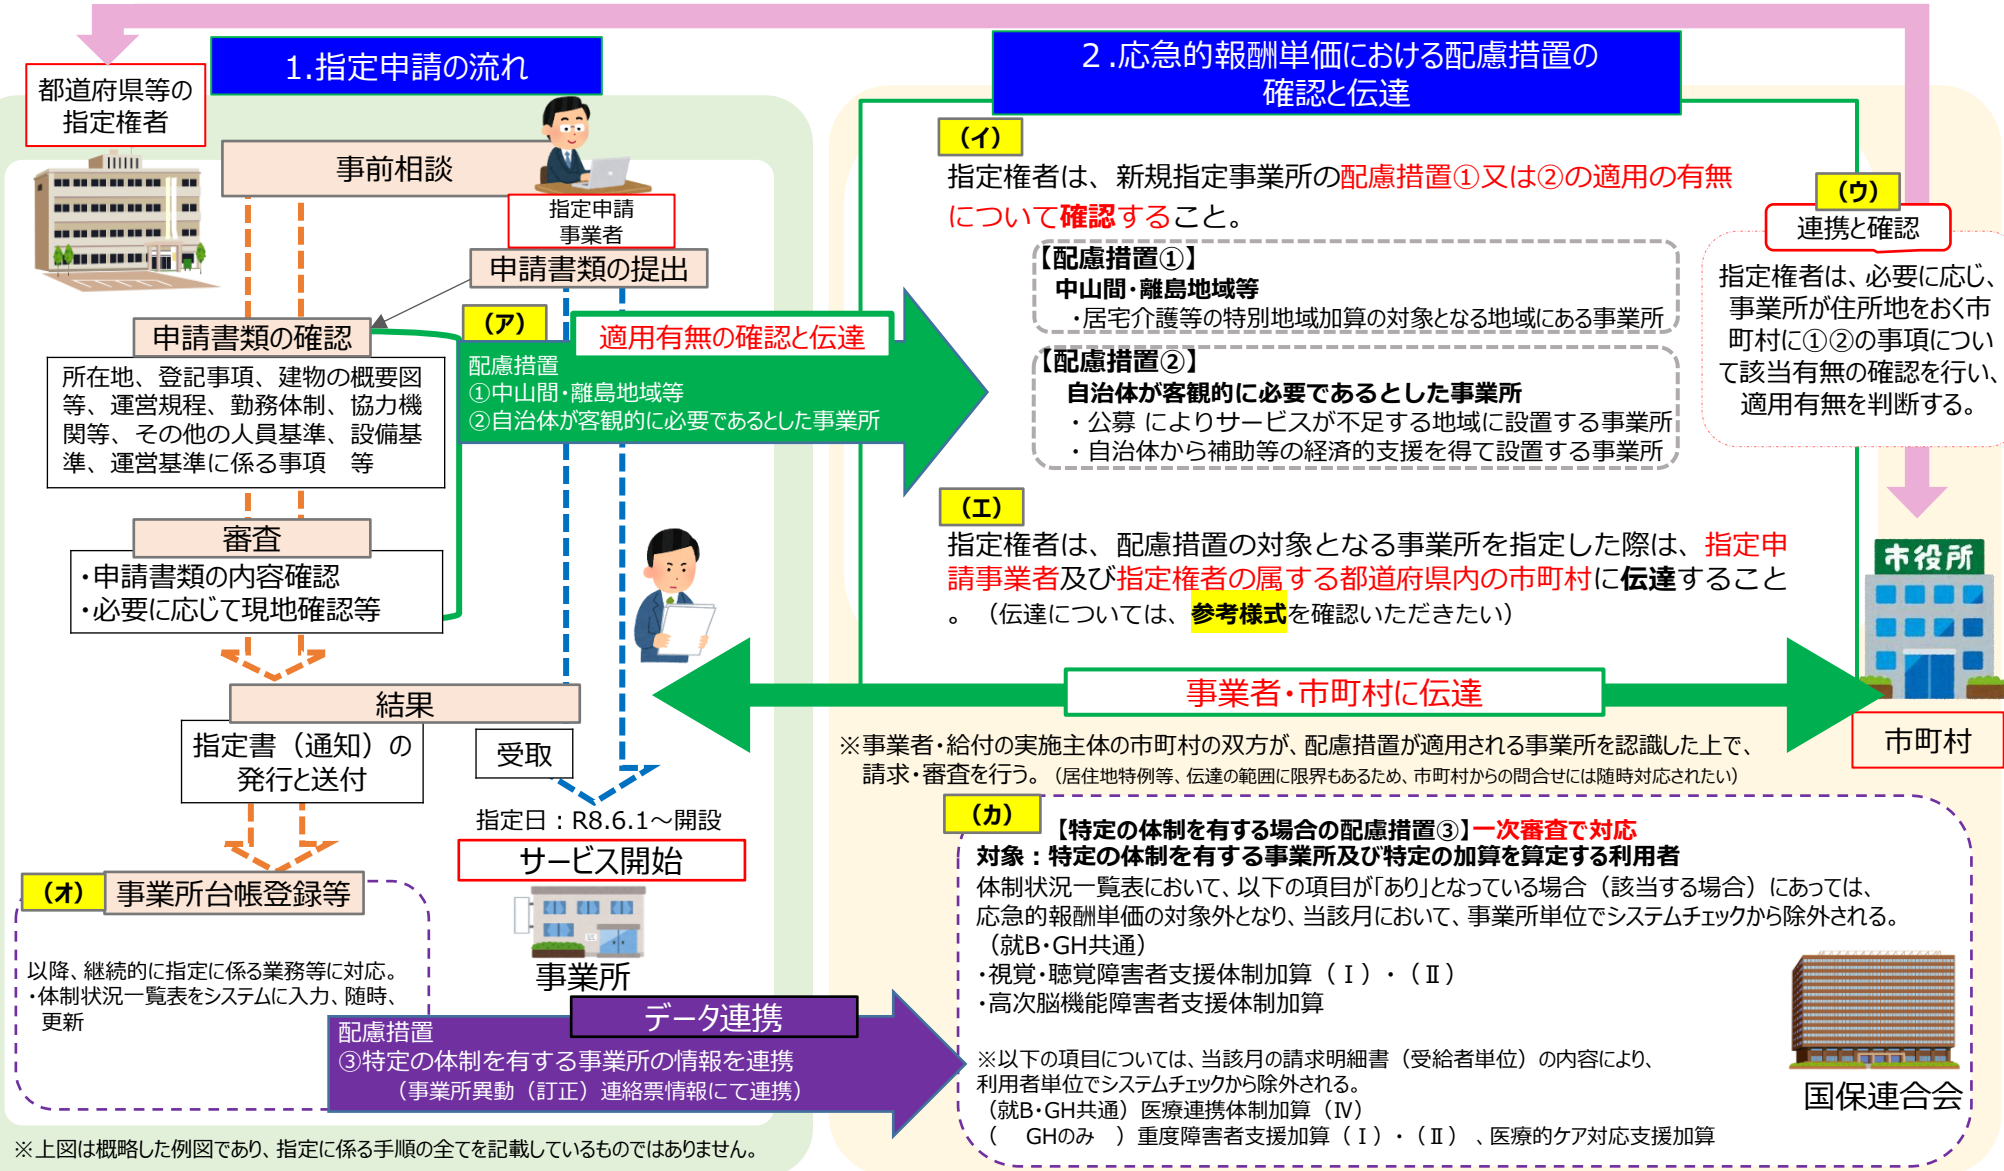 1.指定申請の流れ
都道府県等の
指定権者
事前相談
指定申請
事業者
申請書類の提出
申請書類の確認
所在地、登記事項、建物の概要図
等、運営規程、勤務体制、協力機
関等、その他の人員基準、設備基
準、運営基準に係る事項　等
審査
・申請書類の内容確認
・必要に応じて現地確認等
結果
指定書（通知）の
発行と送付
受取
指定日：R8.6.1～開設
サービス開始
事業所
（オ）
事業所台帳登録等
以降、継続的に指定に係る業務等に対応。
・体制状況一覧表をシステムに入力、随時、
更新
（ア）
適用有無の確認と伝達
配慮措置
①中山間・離島地域等
②自治体が客観的に必要であるとした事業所
データ連携
配慮措置
③特定の体制を有する事業所の情報を連携
（事業所異動（訂正）連絡票情報にて連携）
※上図は概略した例図であり、指定に係る手順の全てを記載しているものではありません。
２.応急的報酬単価における配慮措置の
確認と伝達
（イ）
指定権者は、新規指定事業所の配慮措置①又は②の適用の有無
について確認すること。
【配慮措置①】
中山間・離島地域等
・居宅介護等の特別地域加算の対象となる地域にある事業所
【配慮措置②】
自治体が客観的に必要であるとした事業所
・公募 によりサービスが不足する地域に設置する事業所
・自治体から補助等の経済的支援を得て設置する事業所
（ウ）
連携と確認
指定権者は、必要に応じ、
事業所が住所地をおく市
町村に①②の事項につい
て該当有無の確認を行い、
適用有無を判断する。
（エ）
指定権者は、配慮措置の対象となる事業所を指定した際は、指定申
請事業者及び指定権者の属する都道府県内の市町村に伝達すること
。（伝達については、参考様式を確認いただきたい）
事業者・市町村に伝達
市役所
市町村
※事業者・給付の実施主体の市町村の双方が、配慮措置が適用される事業所を認識した上で、
請求・審査を行う。（居住地特例等、伝達の範囲に限界もあるため、市町村からの問合せには随時対応されたい）
（カ）
【特定の体制を有する場合の配慮措置③】一次審査で対応
対象：特定の体制を有する事業所及び特定の加算を算定する利用者
体制状況一覧表において、以下の項目が「あり」となっている場合（該当する場合）にあっては、
応急的報酬単価の対象外となり、当該月において、事業所単位でシステムチェックから除外される。
（就B・GH共通）
・視覚・聴覚障害者支援体制加算（Ⅰ）・（Ⅱ）
・高次脳機能障害者支援体制加算
※以下の項目については、当該月の請求明細書（受給者単位）の内容により、
利用者単位でシステムチェックから除外される。
（就B・GH共通）医療連携体制加算（Ⅳ）
（　GHのみ　）重度障害者支援加算（Ⅰ）・（Ⅱ）、医療的ケア対応支援加算
国保連合会